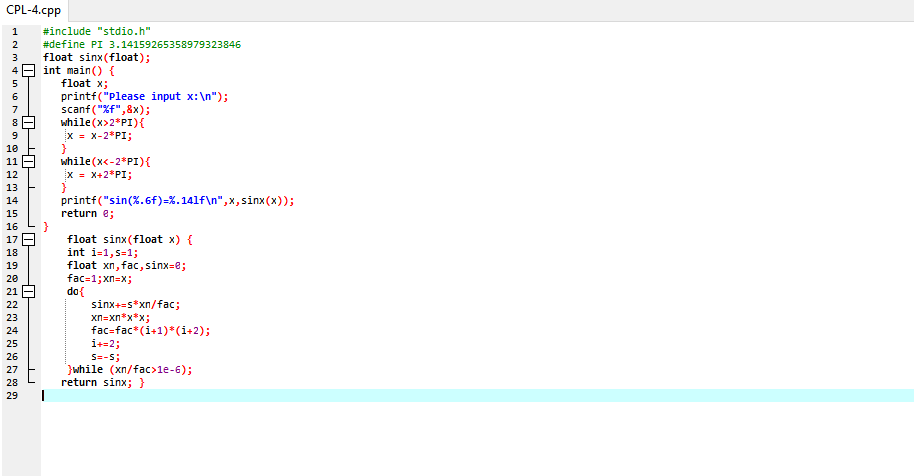 CPL-4.cpp
1 #include "stdio.h"
2 #define PI 3.14159265358979323846
3 float sinx(float);
4 int main() {
5 float x;
6 printf("Please input x:\n");
7 scanf("%f",&x);
8 while(x>2*PI){
9 x = x-2*PI;
10 }
11 while(x<-2*PI){
12 x = x+2*PI;
13 }
14 printf("sin(%.6f)=%.14lf\n",x,sinx(x));
15 return 0;
16 }
17 float sinx(float x) {
18 int i=1,s=1;
19 float xn,fac,sinx=0;
20 fac=1;xn=x;
21 do{
22 sinx+=s*xn/fac;
23 xn=xn*x*x;
24 fac=fac*(i+1)*(i+2);
25 i+=2;
26 s=-s;
27 }while (xn/fac>1e-6);
28 return sinx; }
29